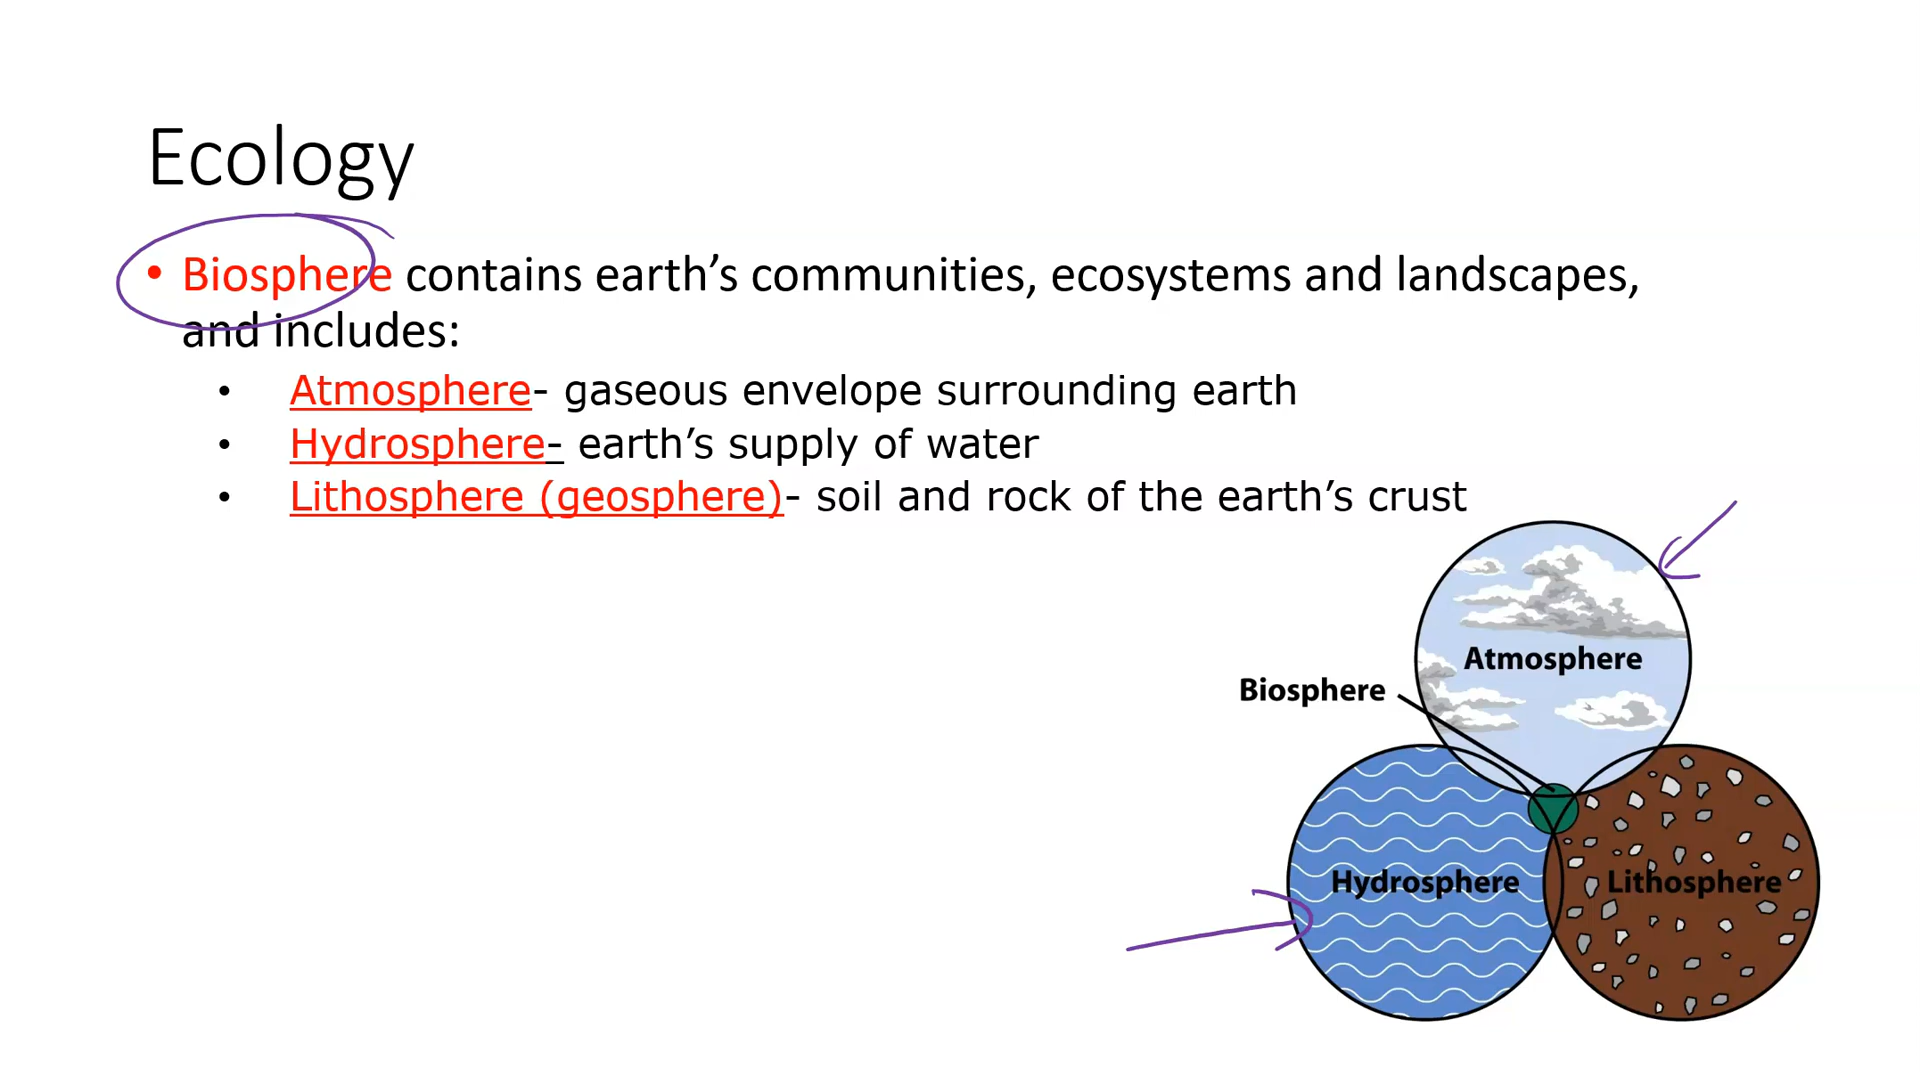 Ecology
• Biosphere contains earth’s communities, ecosystems and landscapes,
and includes:
• Atmosphere- gaseous envelope surrounding earth
• Hydrosphere- earth’s supply of water
• Lithosphere (geosphere)- soil and rock of the earth’s crust
Atmosphere
Biosphere
Hydrosphere
Lithosphere